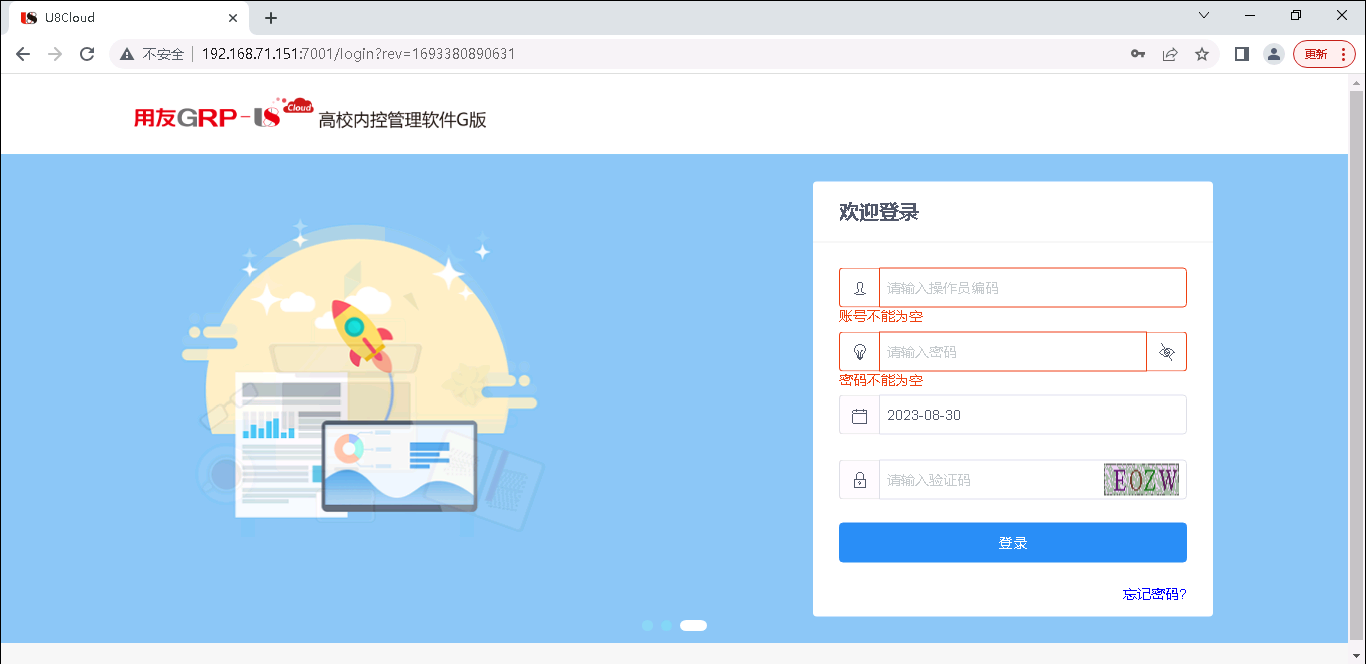 U8Cloud
不安全
192.168.71.151:7001/login?rev=1693380890631
更新
用友GRP-U8 Cloud 高校内控管理软件G版
欢迎登录
请输入操作员编码
账号不能为空
请输入密码
密码不能为空
2023-08-30
请输入验证码
EOZW
登录
忘记密码?